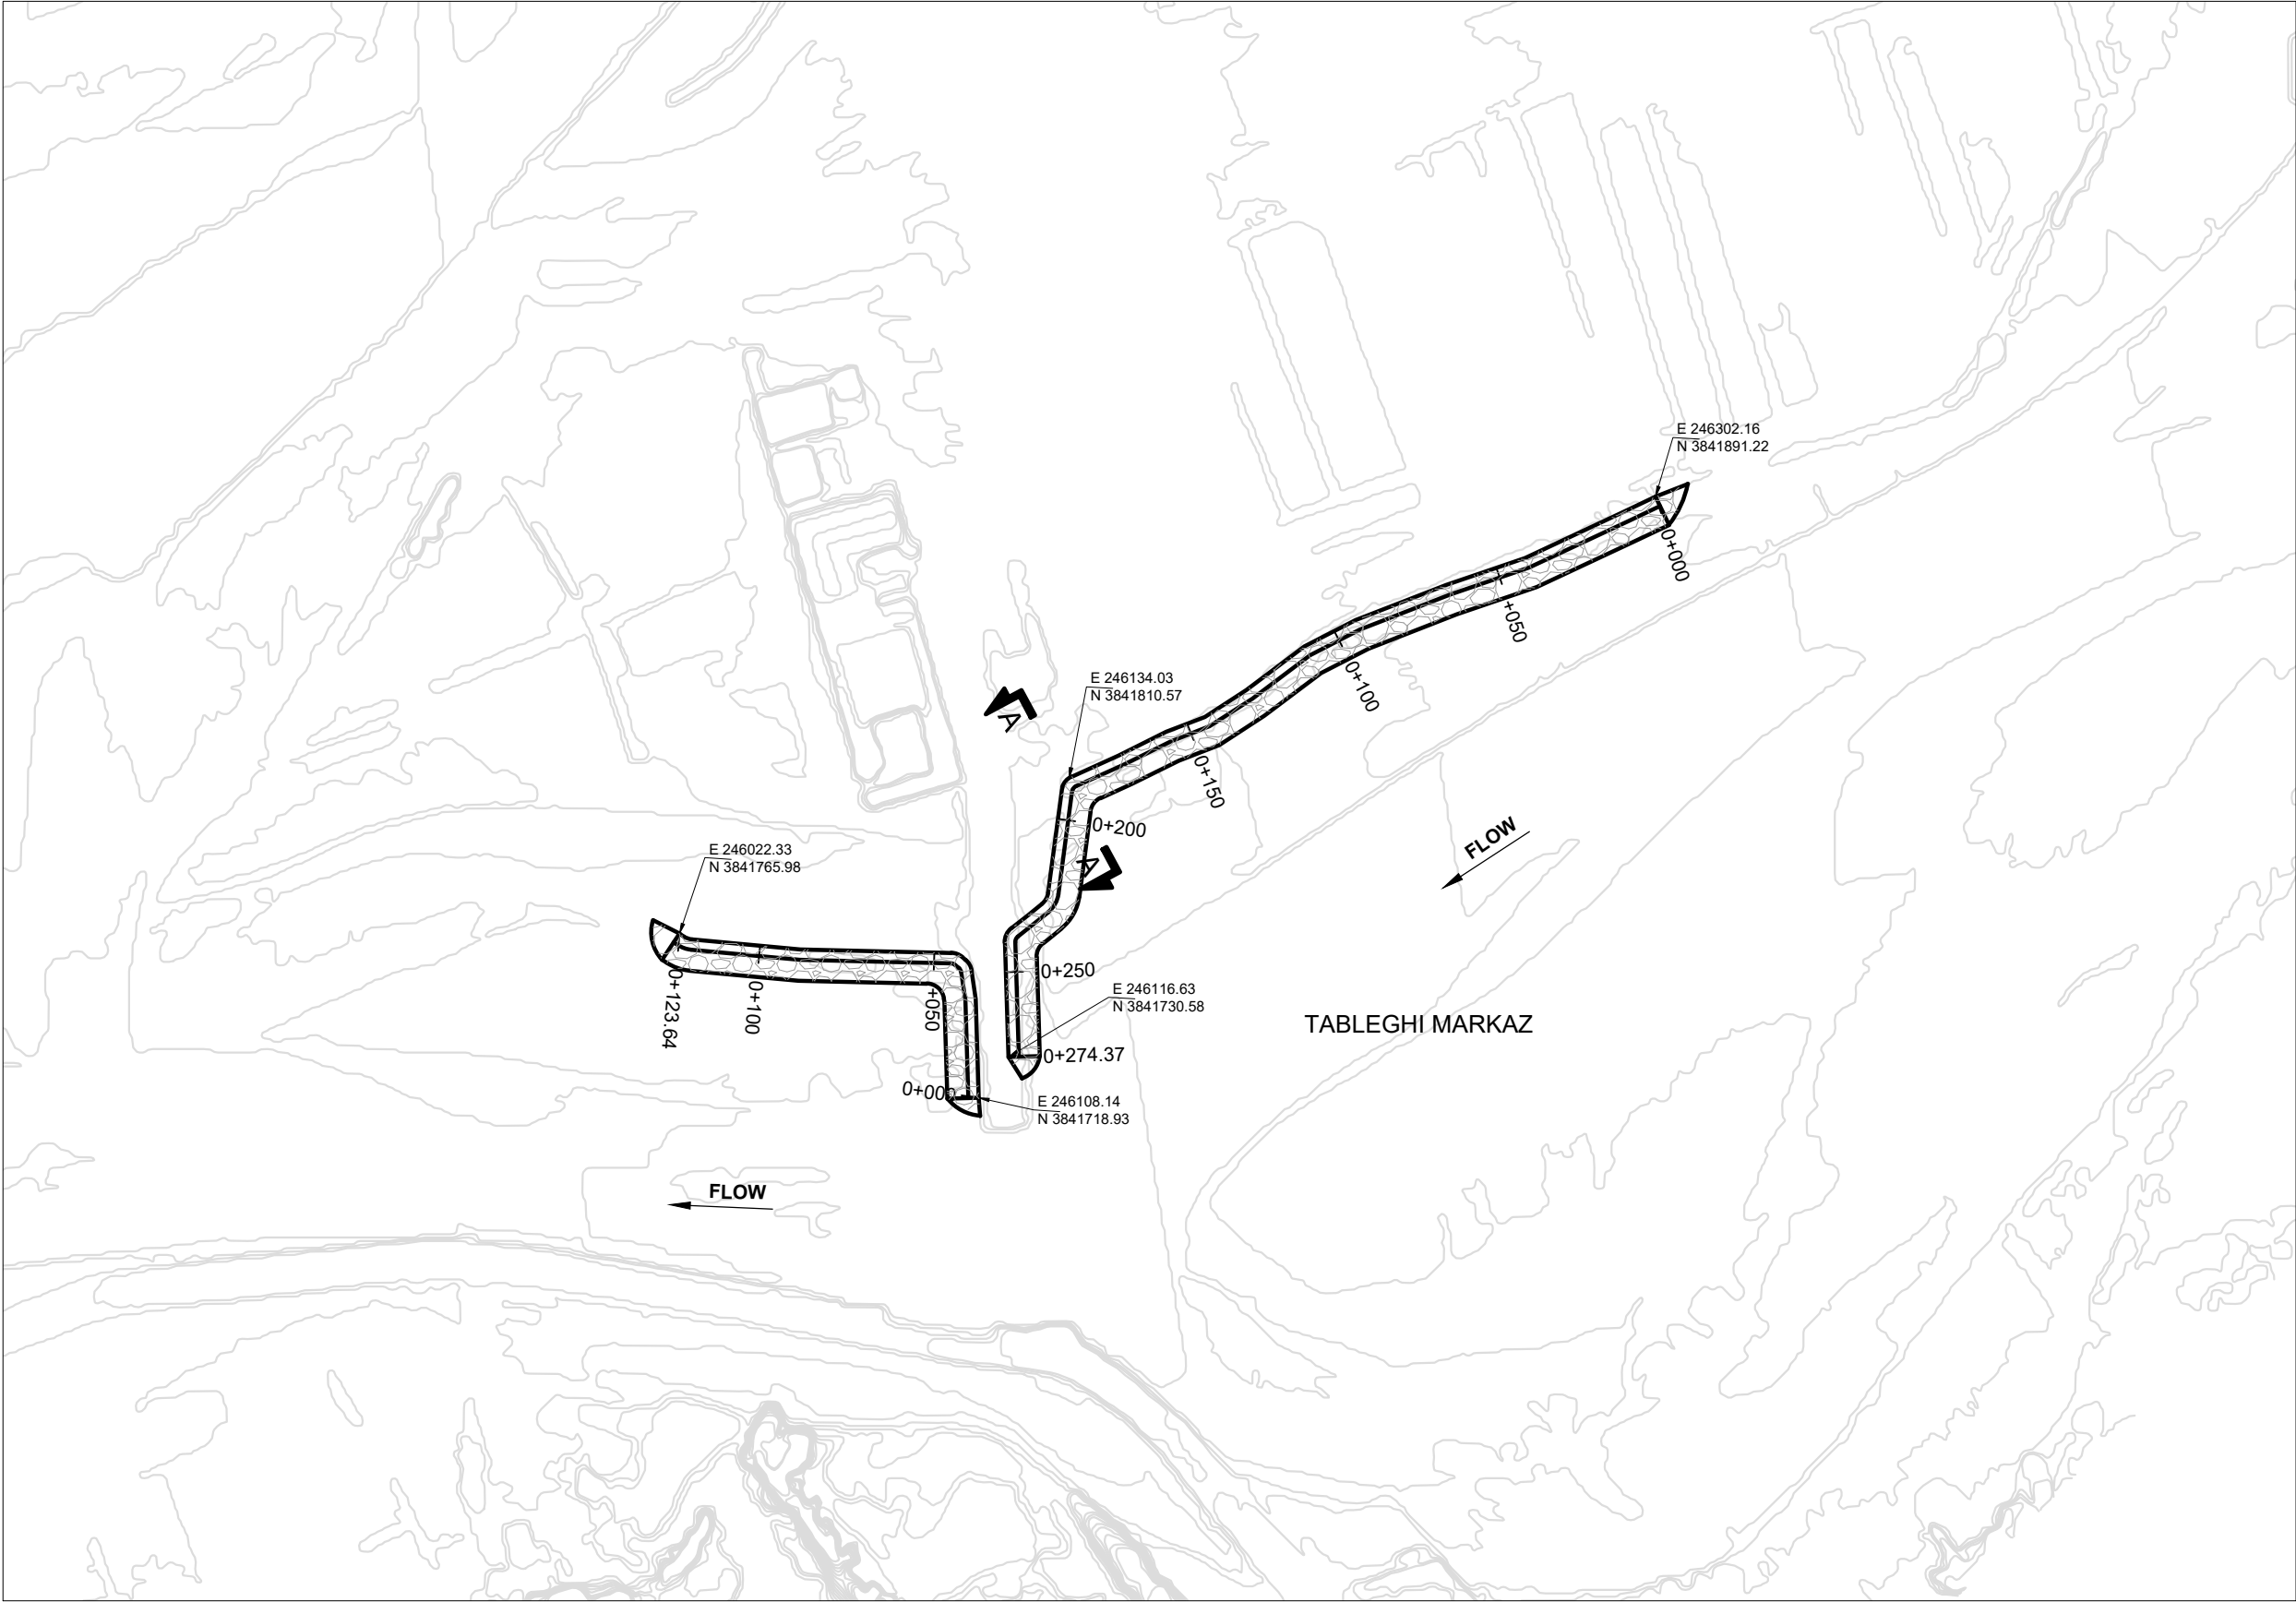 E 246302.16
N 3841891.22
0+000
+050
0+100
E 246134.03
N 3841810.57
A
0+150
0+200
A
FLOW
E 246022.33
N 3841765.98
0+250
E 246116.63
N 3841730.58
0+123.64
0+100
+050
TABLEGHI MARKAZ
0+274.37
0+000
E 246108.14
N 3841718.93
FLOW